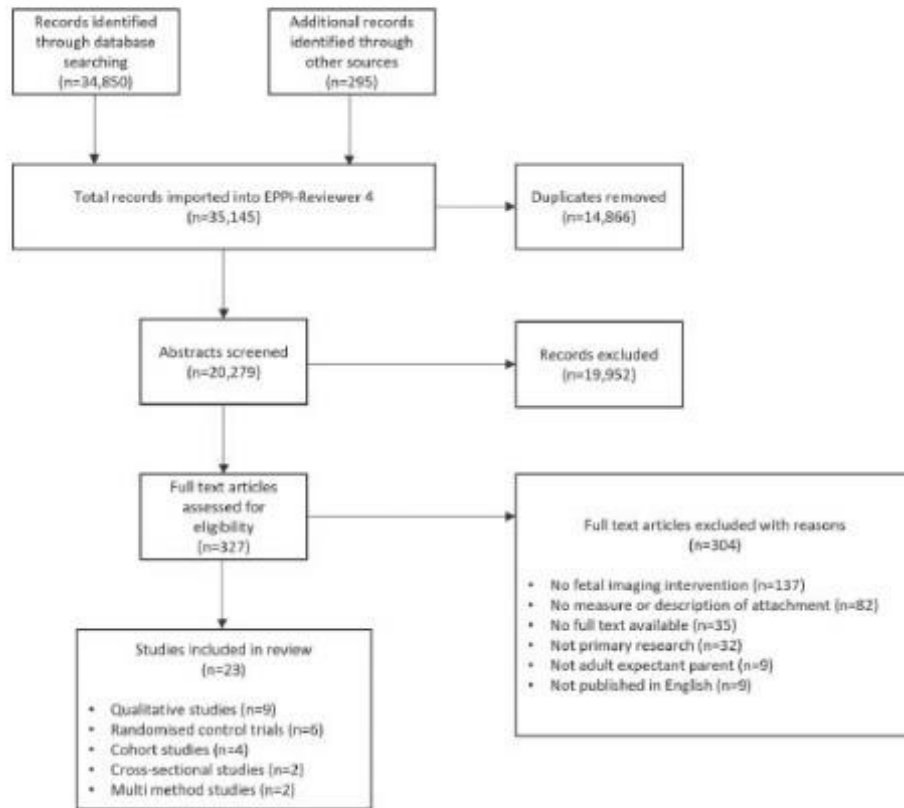 Records identified
through database
searching
(n=34,850)
Additional records
identified through
other sources
(n=295)
Total records imported into EPPI-Reviewer 4
(n=35,145)
Duplicates removed
(n=14,866)
Abstracts screened
(n=20,279)
Records excluded
(n=19,952)
Full text articles
assessed for
eligibility
(n=327)
Full text articles excluded with reasons
(n=304)
• No fetal imaging intervention (n=137)
• No measure or description of attachment (n=82)
• No full text available (n=35)
• Not primary research (n=32)
• Not adult expectant parent (n=9)
• Not published in English (n=9)
Studies included in review
(n=23)
• Qualitative studies (n=9)
• Randomised control trials (n=6)
• Cohort studies (n=4)
• Cross-sectional studies (n=2)
• Multi method studies (n=2)